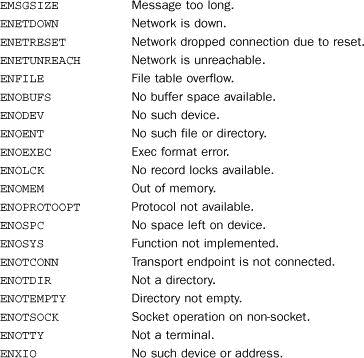 EMSGSIZE Message too long.
ENETDOWN Network is down.
ENETRESET Network dropped connection due to reset.
ENETUNREACH Network is unreachable.
ENFILE File table overflow.
ENOBUFS No buffer space available.
ENODEV No such device.
ENOENT No such file or directory.
ENOEXEC Exec format error.
ENOLCK No record locks available.
ENOMEM Out of memory.
ENOPROTOOPT Protocol not available.
ENOSPC No space left on device.
ENOSYS Function not implemented.
ENOTCONN Transport endpoint is not connected.
ENOTDIR Not a directory.
ENOTEMPTY Directory not empty.
ENOTSOCK Socket operation on non-socket.
ENOTTY Not a terminal.
ENXIO No such device or address.